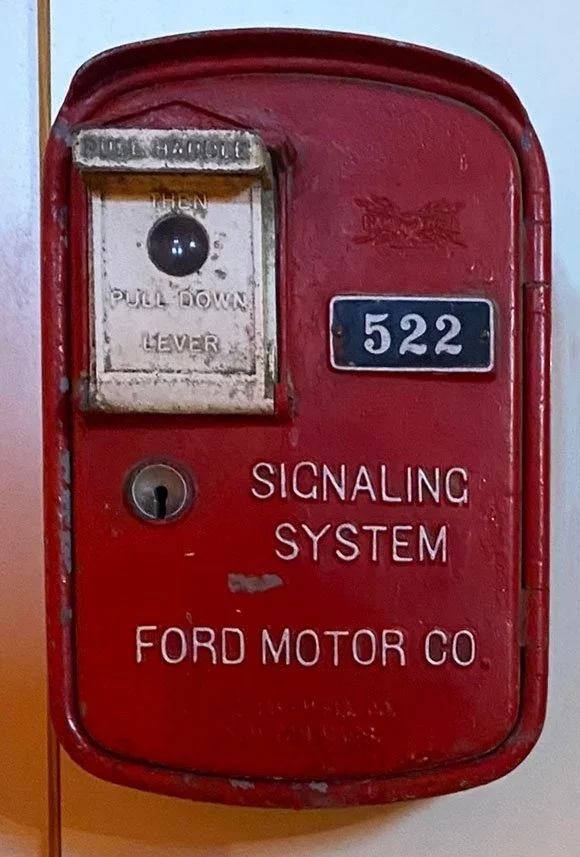 PULL HANDLE
THEN
PULL DOWN
LEVER
522
SIGNALING
SYSTEM
FORD MOTOR CO